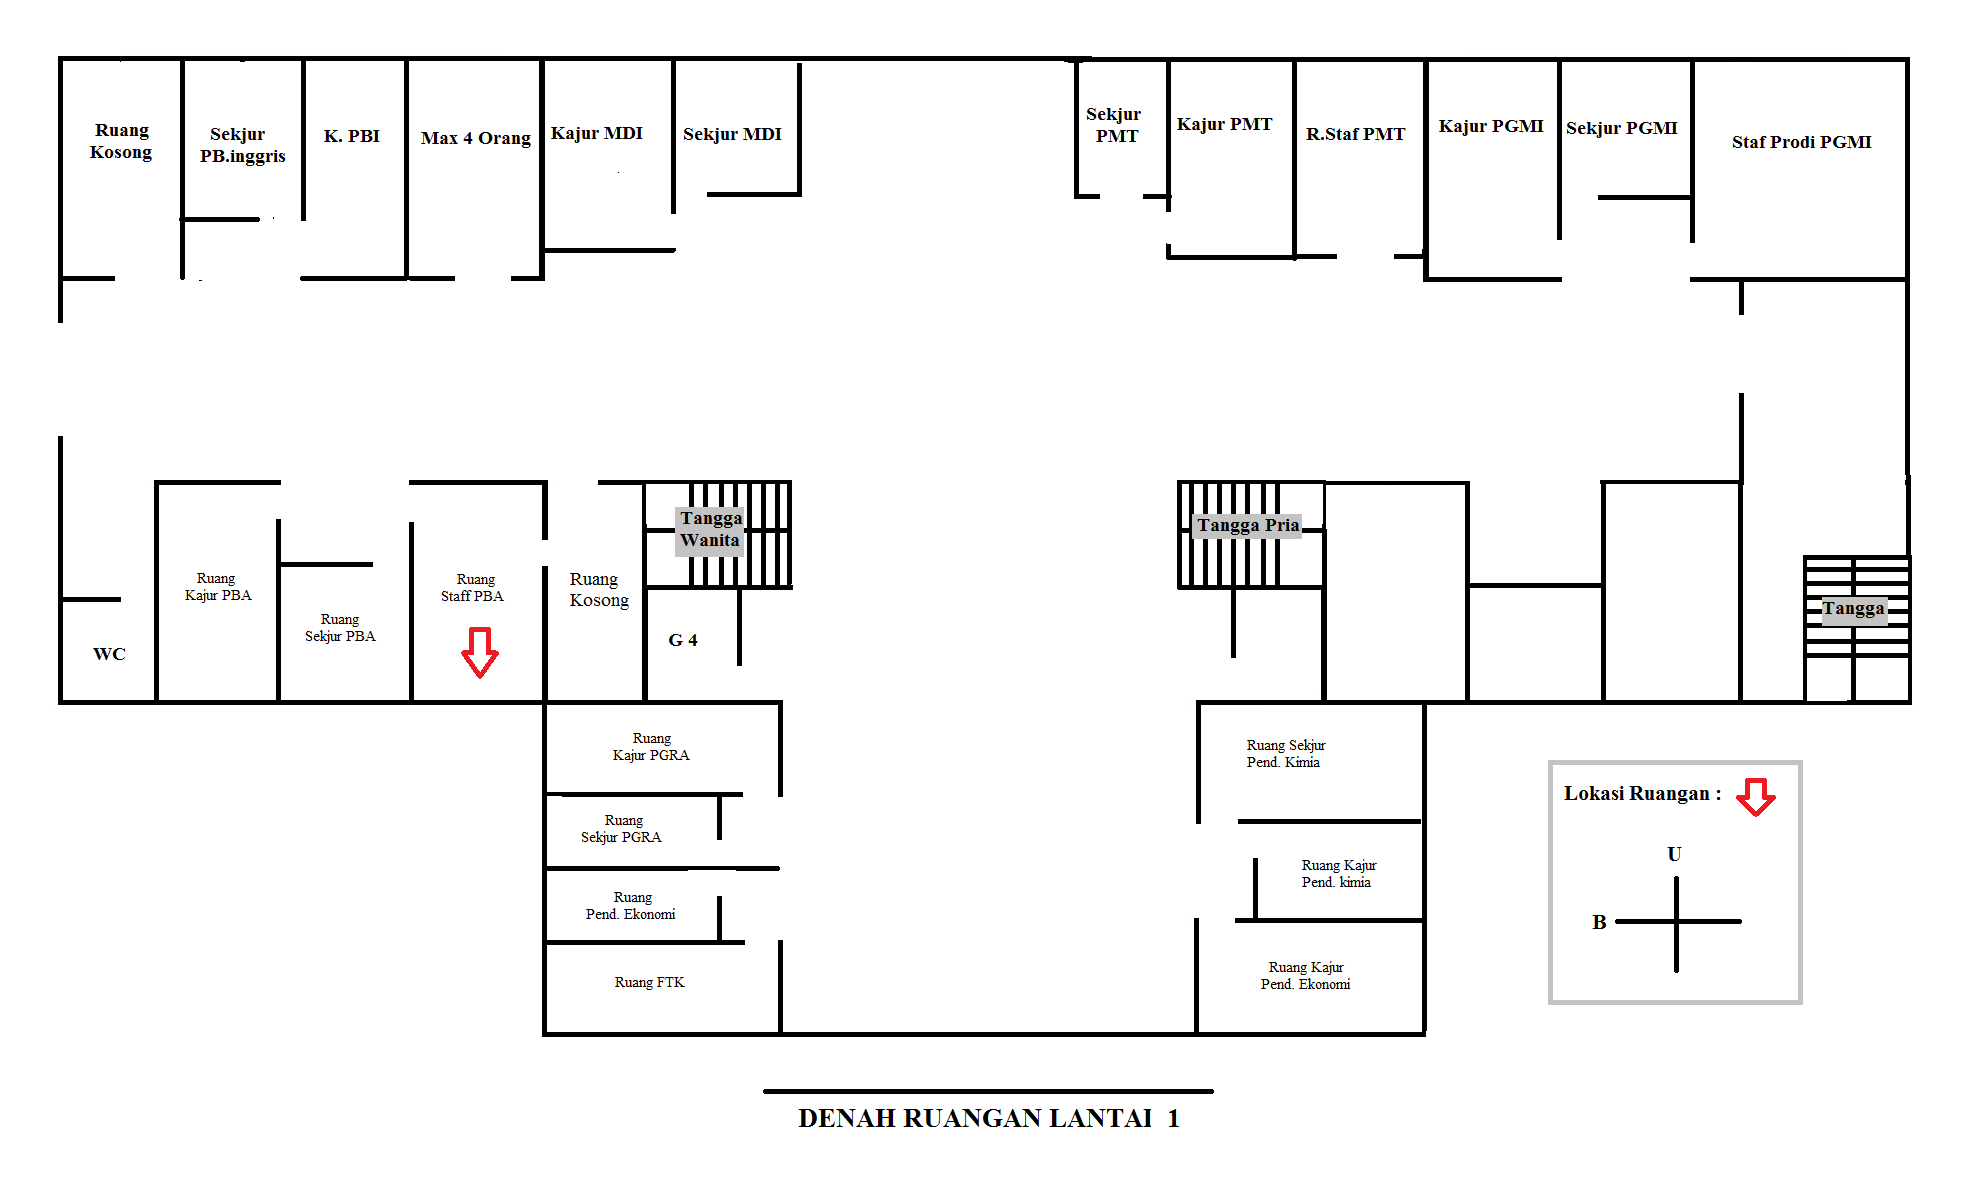 Ruang
Kosong
Sekjur
PB.inggris
K. PBI
Max 4 Orang
Kajur MDI
Sekjur MDI
Sekjur
PMT
Kajur PMT
R.Staf PMT
Kajur PGMI
Sekjur PGMI
Staf Prodi PGMI
Tangga
Wanita
Tangga Pria
Ruang
Kajur PBA
Ruang
Sekjur PBA
Ruang
Staff PBA
Ruang
Kosong
G 4
WC
Tangga
Ruang
Kajur PGRA
Ruang
Sekjur PGRA
Ruang
Pend. Ekonomi
Ruang FTK
Ruang Sekjur
Pend. Kimia
Ruang Kajur
Pend. kimia
Ruang Kajur
Pend. Ekonomi
Lokasi Ruangan :
U
B
DENAH RUANGAN LANTAI 1